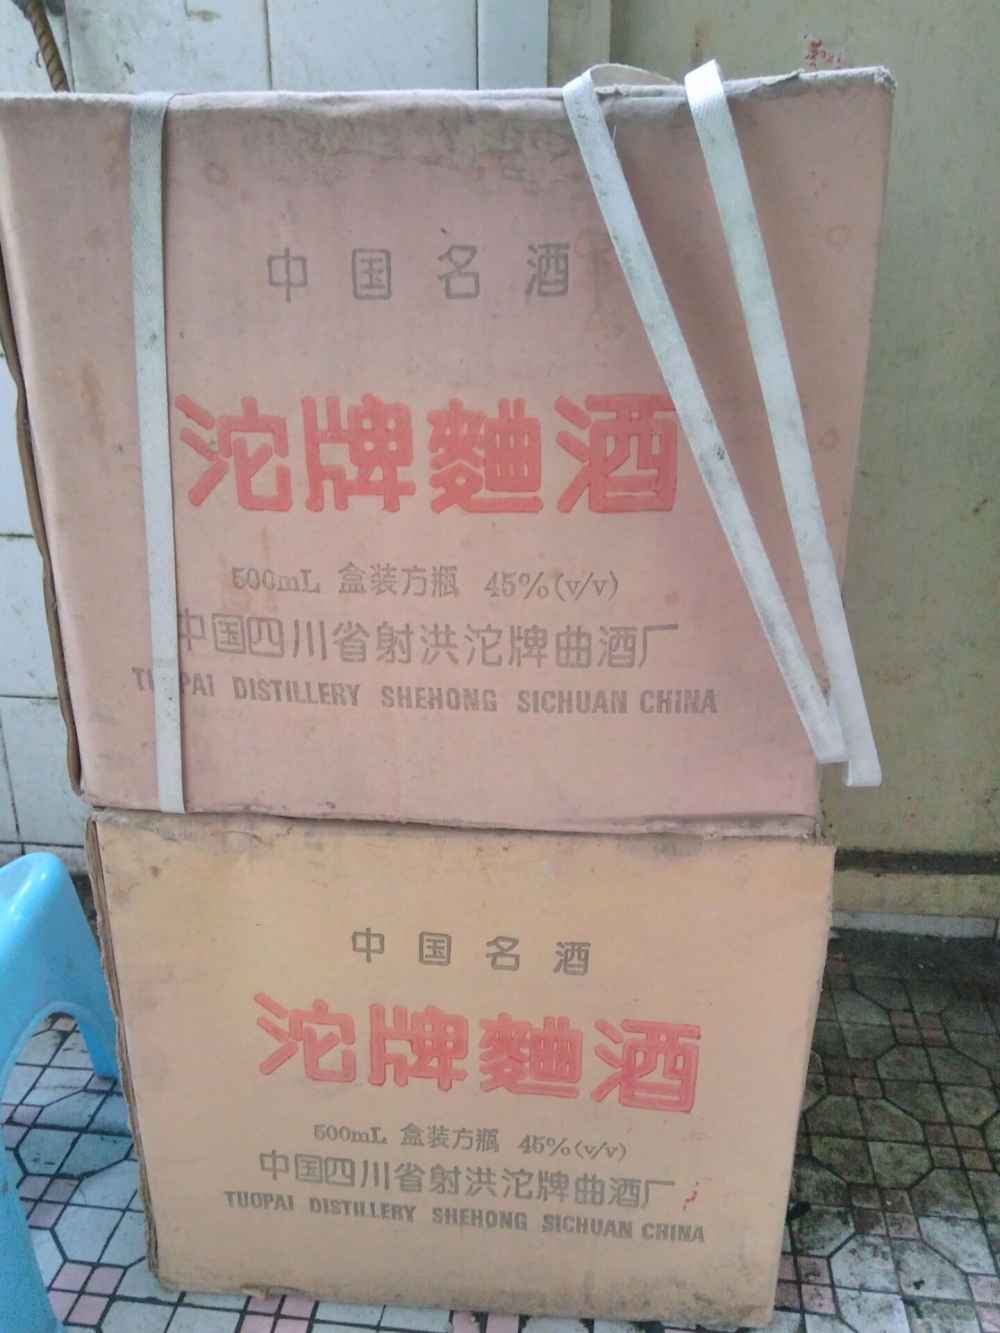 中国名酒
沱牌麯酒
500mL 盒装方瓶 45%(v/v)
中国四川省射洪沱牌曲酒厂
DISTILLERY SHEHONG SICHUAN CHINA
中国名酒
沱牌麯酒
500mL 盒装方瓶 45%(v/v)
中国四川省射洪沱牌曲酒厂
TUOPAI DISTILLERY SHEHONG SICHUAN CHINA